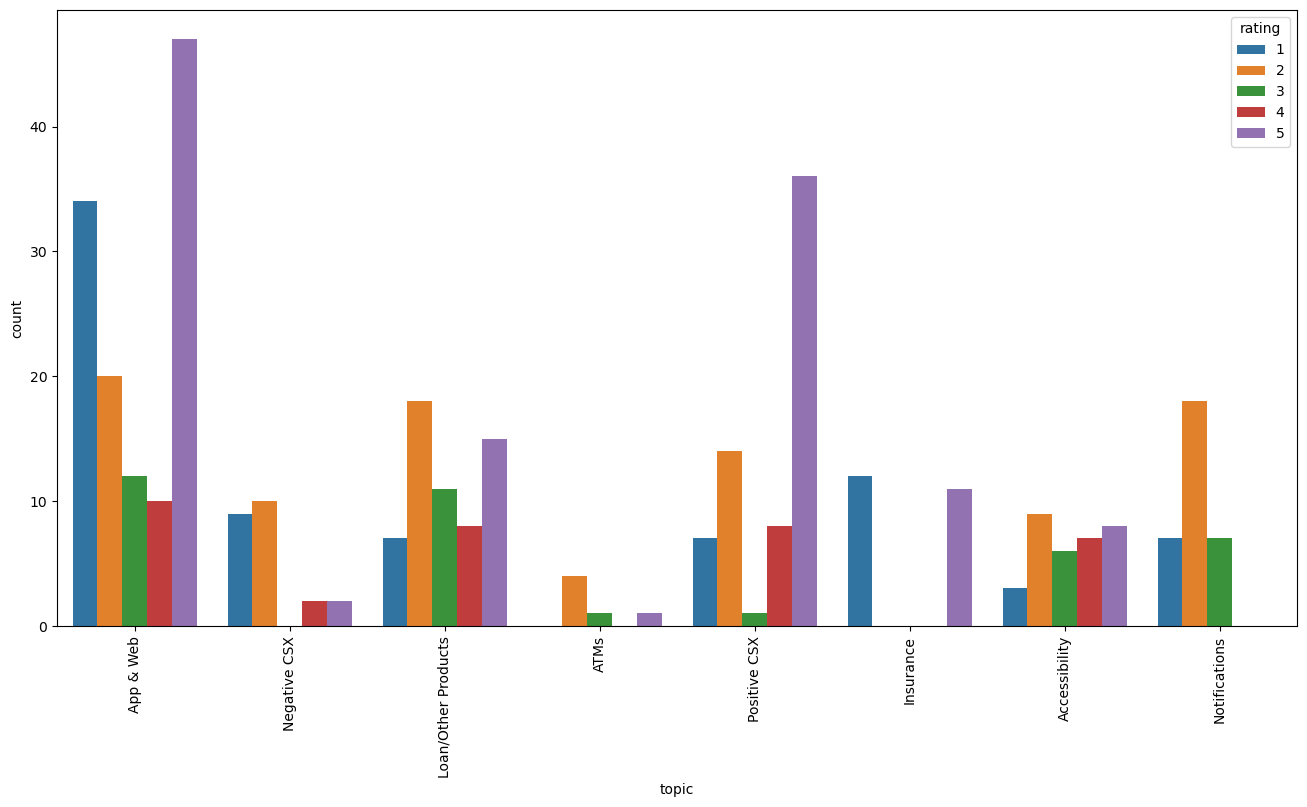 rating
1
2
3
4
5
count
40
30
20
10
0
App & Web
Negative CSX
Loan/Other Products
ATMs
Positive CSX
Insurance
Accessibility
Notifications
topic